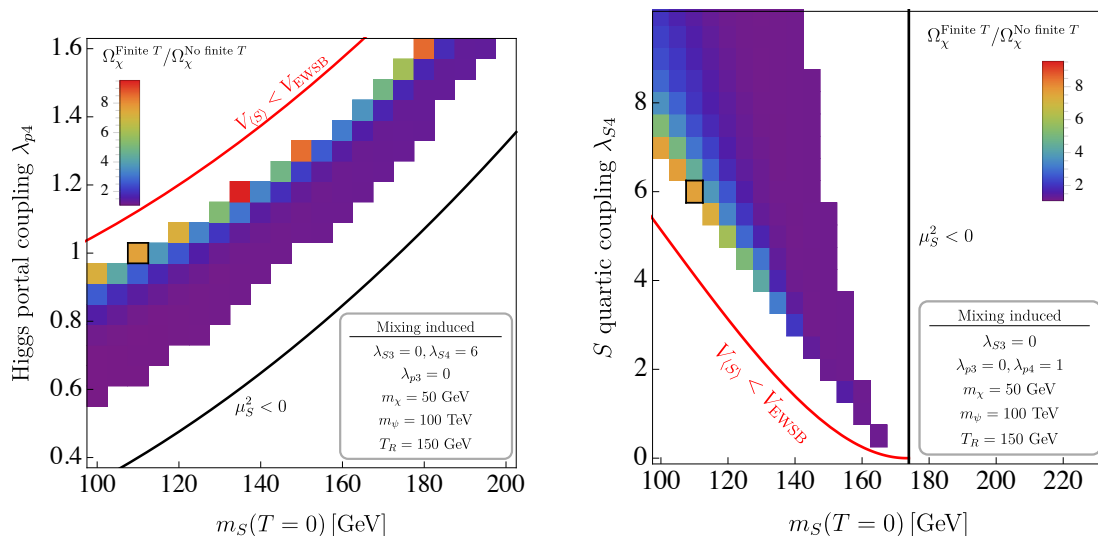 Ω_χ^{Finite T}/Ω_χ^{No finite T}
8
6
4
2
V_{⟨S⟩} < V_{EWSB}
μ_S^2 < 0
Mixing induced
λ_{S3} = 0, λ_{S4} = 6
λ_{p3} = 0
m_χ = 50 GeV
m_ψ = 100 TeV
T_R = 150 GeV
Higgs portal coupling λ_{p4}
1.6
1.4
1.2
1
0.8
0.6
0.4
100 120 140 160 180 200
m_S(T = 0) [GeV]
Ω_χ^{Finite T}/Ω_χ^{No finite T}
8
6
4
2
μ_S^2 < 0
V_{⟨S⟩} < V_{EWSB}
Mixing induced
λ_{S3} = 0
λ_{p3} = 0, λ_{p4} = 1
m_χ = 50 GeV
m_ψ = 100 TeV
T_R = 150 GeV
S quartic coupling λ_{S4}
8
6
4
2
0
100 120 140 160 180 200 220
m_S(T = 0) [GeV]